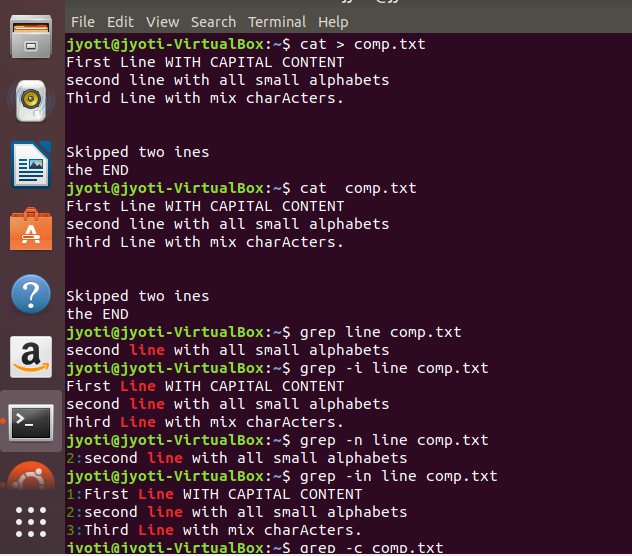 File Edit View Search Terminal Help
jyoti@jyoti-VirtualBox:~$ cat > comp.txt
First Line WITH CAPITAL CONTENT
second line with all small alphabets
Third Line with mix charActers.
Skipped two ines
the END
jyoti@jyoti-VirtualBox:~$ cat  comp.txt
First Line WITH CAPITAL CONTENT
second line with all small alphabets
Third Line with mix charActers.
Skipped two ines
the END
jyoti@jyoti-VirtualBox:~$ grep line comp.txt
second line with all small alphabets
jyoti@jyoti-VirtualBox:~$ grep -i line comp.txt
First Line WITH CAPITAL CONTENT
second line with all small alphabets
Third Line with mix charActers.
jyoti@jyoti-VirtualBox:~$ grep -n line comp.txt
2:second line with all small alphabets
jyoti@jyoti-VirtualBox:~$ grep -in line comp.txt
1:First Line WITH CAPITAL CONTENT
2:second line with all small alphabets
3:Third Line with mix charActers.
jyoti@jyoti-VirtualBox:~$ grep -c comp.txt